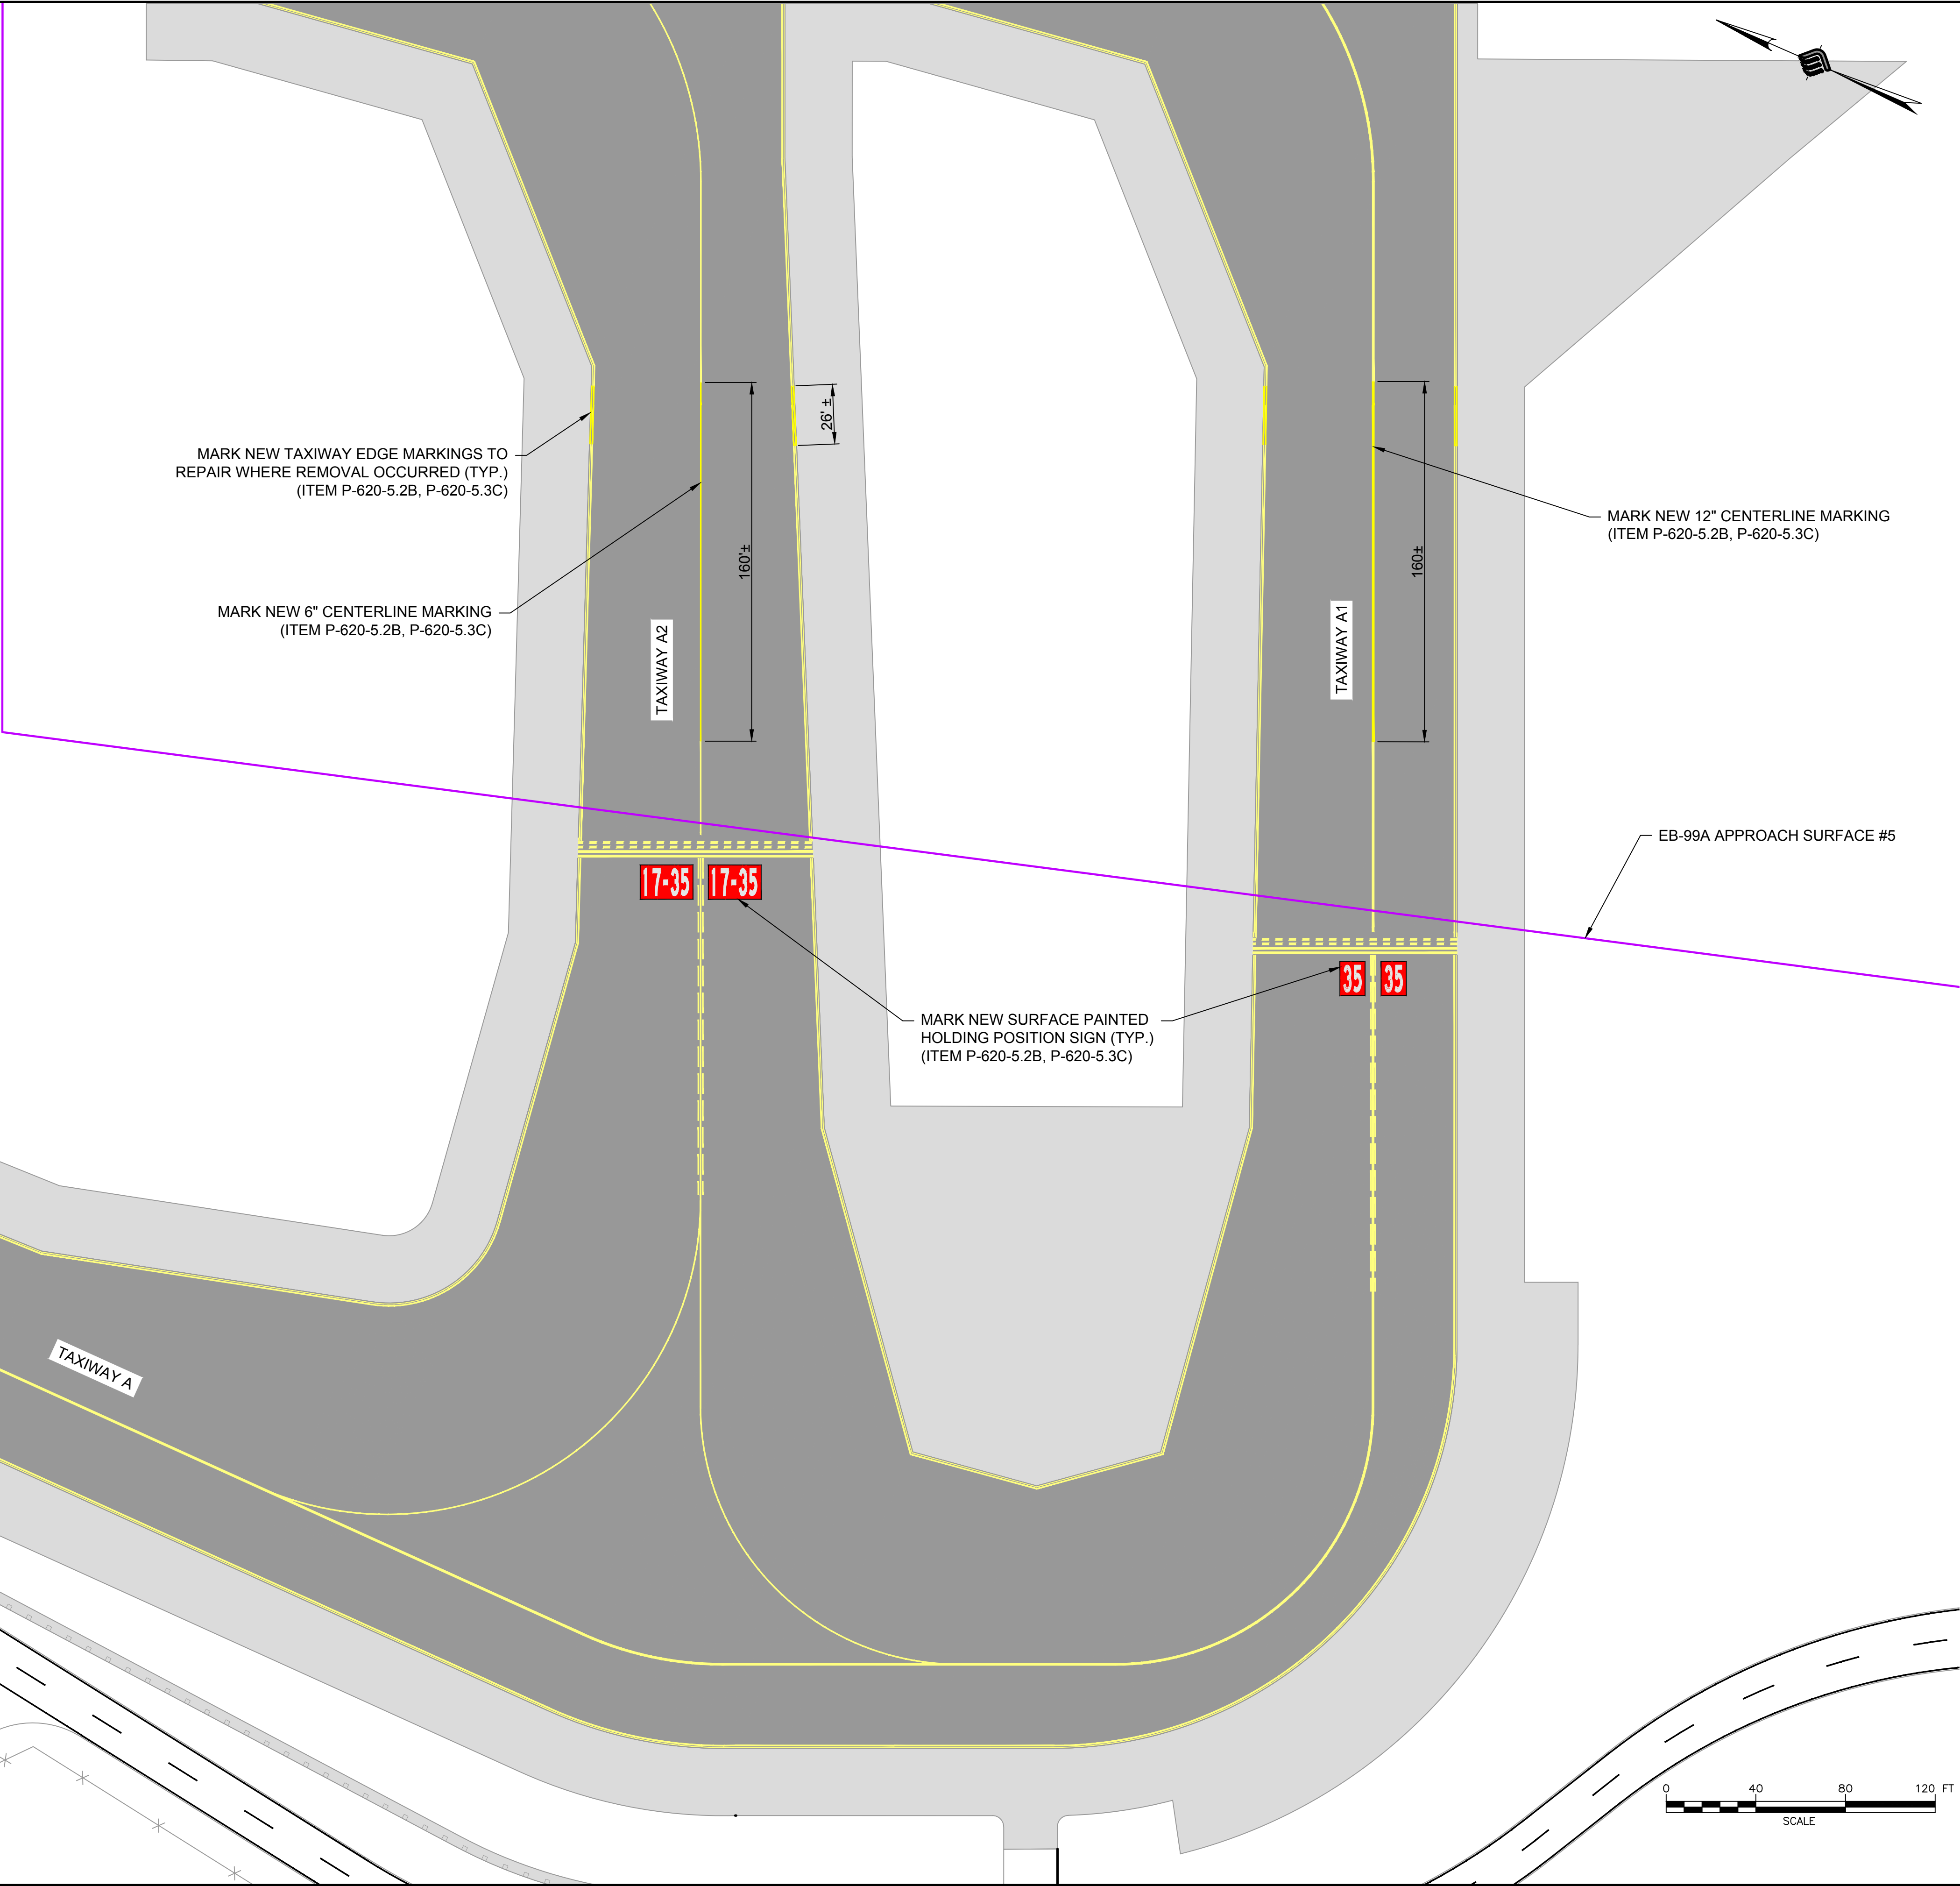 MARK NEW TAXIWAY EDGE MARKINGS TO
REPAIR WHERE REMOVAL OCCURRED (TYP.)
(ITEM P-620-5.2B, P-620-5.3C)
26' ±
MARK NEW 12" CENTERLINE MARKING
(ITEM P-620-5.2B, P-620-5.3C)
160'±
160±
MARK NEW 6" CENTERLINE MARKING
(ITEM P-620-5.2B, P-620-5.3C)
TAXIWAY A2
TAXIWAY A1
EB-99A APPROACH SURFACE #5
17-35 17-35
35 35
MARK NEW SURFACE PAINTED
HOLDING POSITION SIGN (TYP.)
(ITEM P-620-5.2B, P-620-5.3C)
TAXIWAY A
0 40 80 120 FT
SCALE